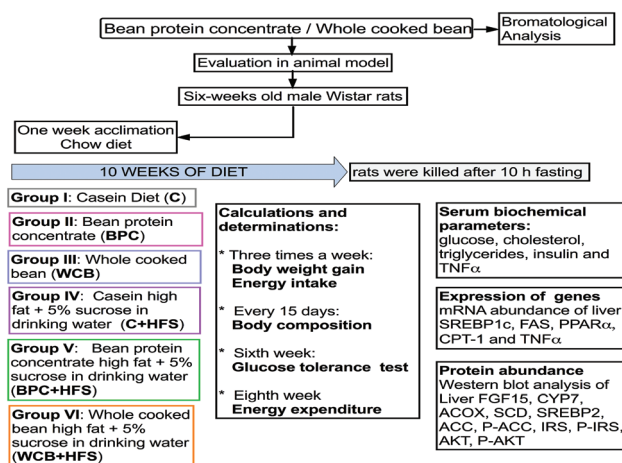 Bean protein concentrate / Whole cooked bean
Bromatological
Analysis
Evaluation in animal model
Six-weeks old male Wistar rats
One week acclimation
Chow diet
10 WEEKS OF DIET
rats were killed after 10 h fasting
Group I: Casein Diet (C)
Group II: Bean protein
concentrate (BPC)
Group III: Whole cooked
bean (WCB)
Group IV: Casein high
fat + 5% sucrose in
drinking water (C+HFS)
Group V: Bean protein
concentrate high fat + 5%
sucrose in drinking water
(BPC+HFS)
Group VI: Whole cooked
bean high fat + 5%
sucrose in drinking water
(WCB+HFS)
Calculations and
determinations:
* Three times a week:
Body weight gain
Energy intake
* Every 15 days:
Body composition
* Sixth week:
Glucose tolerance test
* Eighth week
Energy expenditure
Serum biochemical
parameters:
glucose, cholesterol,
triglycerides, insulin and
TNFα
Expression of genes
mRNA abundance of liver
SREBP1c, FAS, PPARα,
CPT-1 and TNFα
Protein abundance
Western blot analysis of
Liver FGF15, CYP7,
ACOX, SCD, SREBP2,
ACC, P-ACC, IRS, P-IRS,
AKT, P-AKT